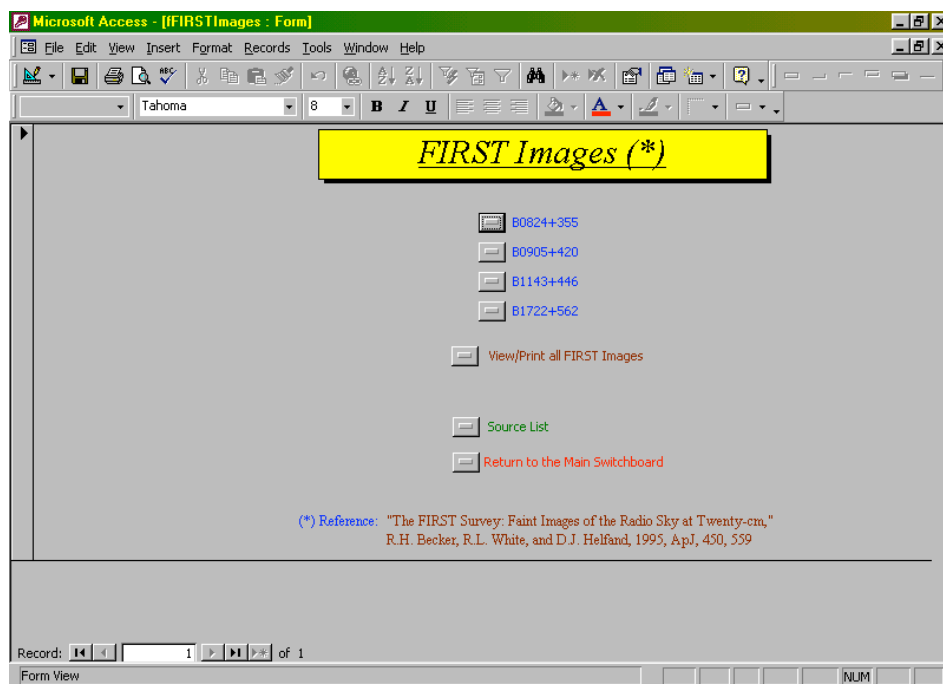 Microsoft Access - [fFIRSTImages : Form]
File Edit View Insert Format Records Tools Window Help
ABC
Tahoma 8 B I U A
FIRST Images (*)
B0824+355
B0905+420
B1143+446
B1722+562
View/Print all FIRST Images
Source List
Return to the Main Switchboard
(*) Reference: "The FIRST Survey: Faint Images of the Radio Sky at Twenty-cm,"
R.H. Becker, R.L. White, and D.J. Helfand, 1995, ApJ, 450, 559
Record: 1 of 1
Form View NUM